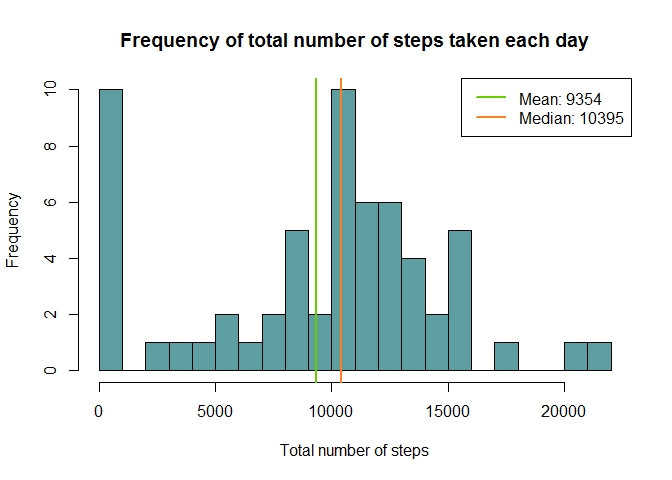 Frequency of total number of steps taken each day
Mean: 9354
Median: 10395
Frequency
10
8
6
4
2
0
0 5000 10000 15000 20000
Total number of steps